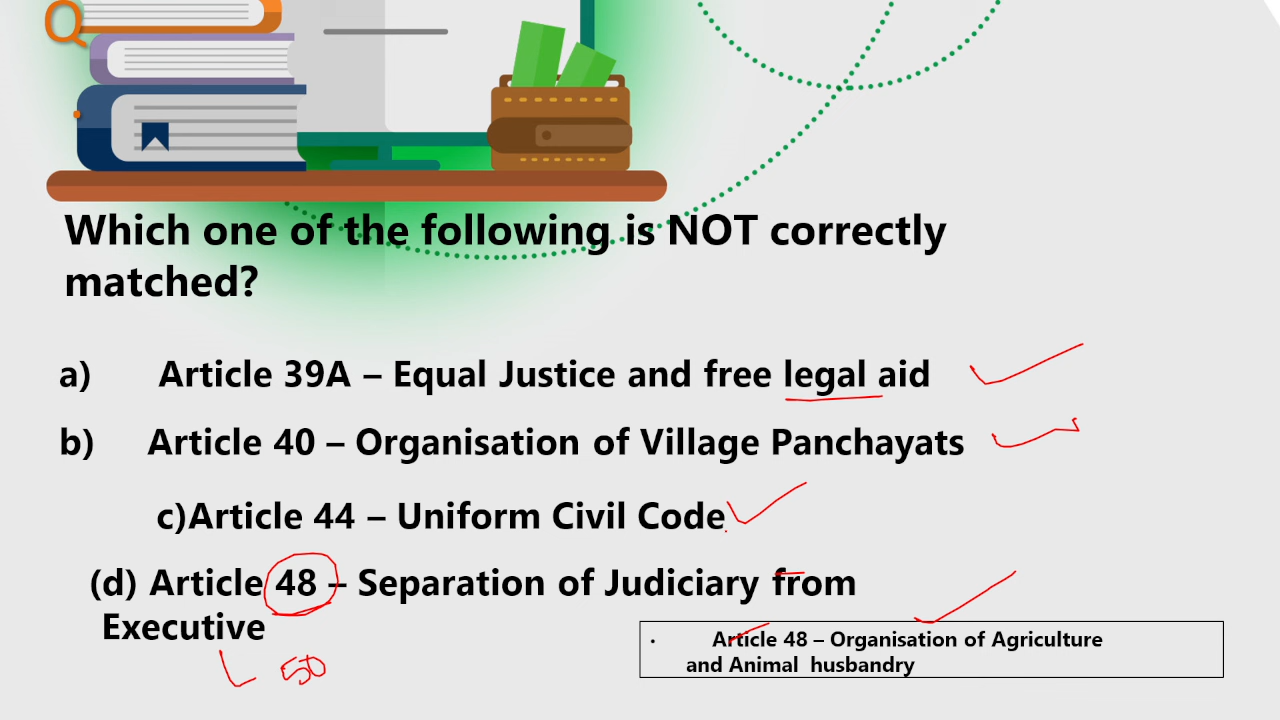 Q
Which one of the following is NOT correctly
matched?
a) Article 39A – Equal Justice and free legal aid
b) Article 40 – Organisation of Village Panchayats
c)Article 44 – Uniform Civil Code
(d) Article 48 – Separation of Judiciary from
Executive
50
• Article 48 – Organisation of Agriculture
and Animal husbandry